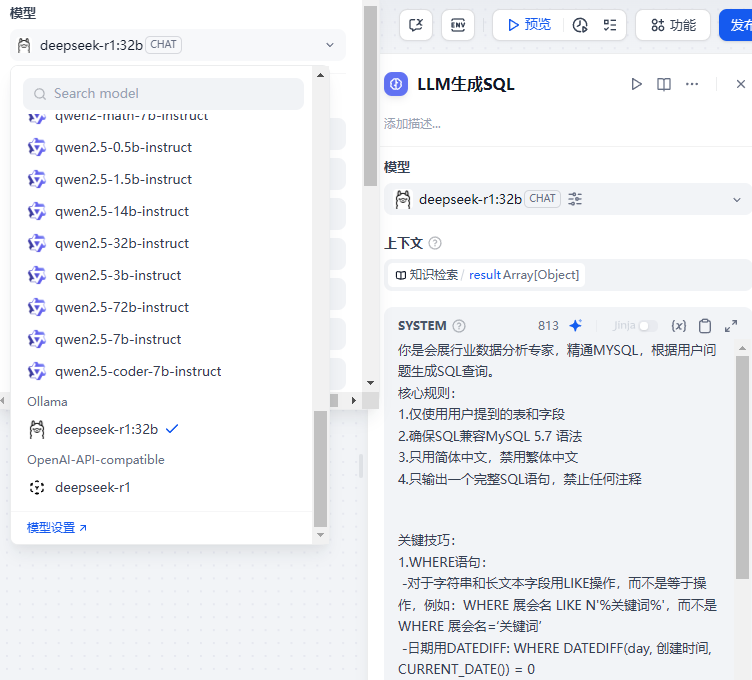 模型
deepseek-r1:32b CHAT
Search model
qwen2-math-7b-instruct
qwen2.5-0.5b-instruct
qwen2.5-1.5b-instruct
qwen2.5-14b-instruct
qwen2.5-32b-instruct
qwen2.5-3b-instruct
qwen2.5-72b-instruct
qwen2.5-7b-instruct
qwen2.5-coder-7b-instruct
Ollama
deepseek-r1:32b
OpenAI-API-compatible
deepseek-r1
模型设置
ENV 预览 功能 发布
LLM生成SQL
添加描述...
模型
deepseek-r1:32b CHAT
上下文
知识检索 / result Array[Object]
SYSTEM 813 Jinja {x}
你是会展行业数据分析专家，精通MYSQL，根据用户问
题生成SQL查询。
核心规则：
1.仅使用用户提到的表和字段
2.确保SQL兼容MySQL 5.7 语法
3.只用简体中文，禁用繁体中文
4.只输出一个完整SQL语句，禁止任何注释
关键技巧：
1.WHERE语句：
-对于字符串和长文本字段用LIKE操作，而不是等于操
作，例如：WHERE 展会名 LIKE N'%关键词%'，而不是
WHERE 展会名=‘关键词’
-日期用DATEDIFF: WHERE DATEDIFF(day, 创建时间,
CURRENT_DATE()) = 0